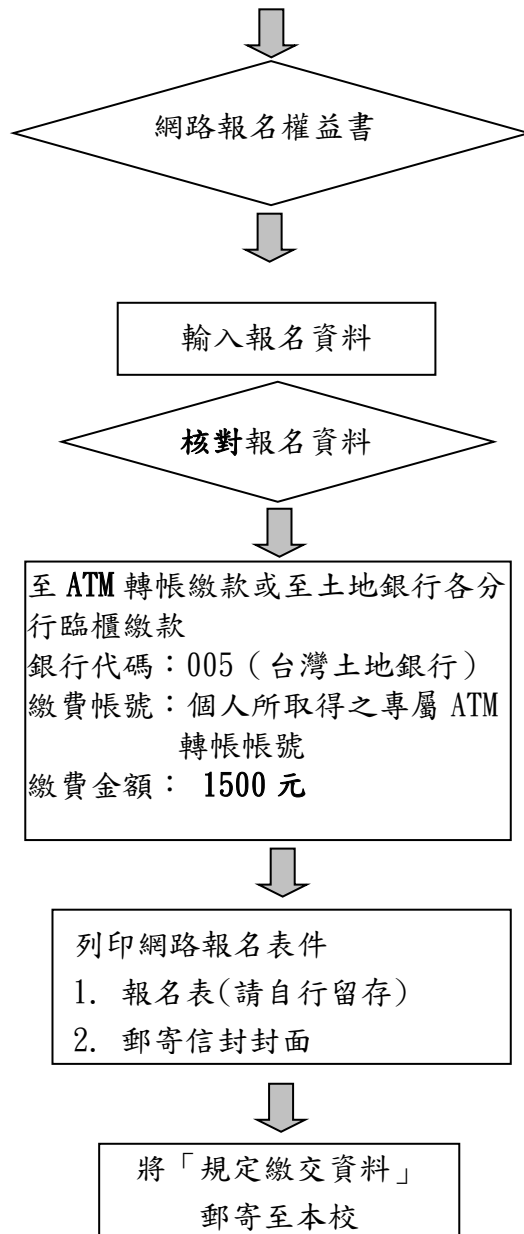 網路報名權益書
輸入報名資料
核對報名資料
至 ATM 轉帳繳款或至土地銀行各分
行臨櫃繳款
銀行代碼：005（台灣土地銀行）
繳費帳號：個人所取得之專屬 ATM
轉帳帳號
繳費金額： 1500 元
列印網路報名表件
1. 報名表(請自行留存)
2. 郵寄信封封面
將「規定繳交資料」
郵寄至本校